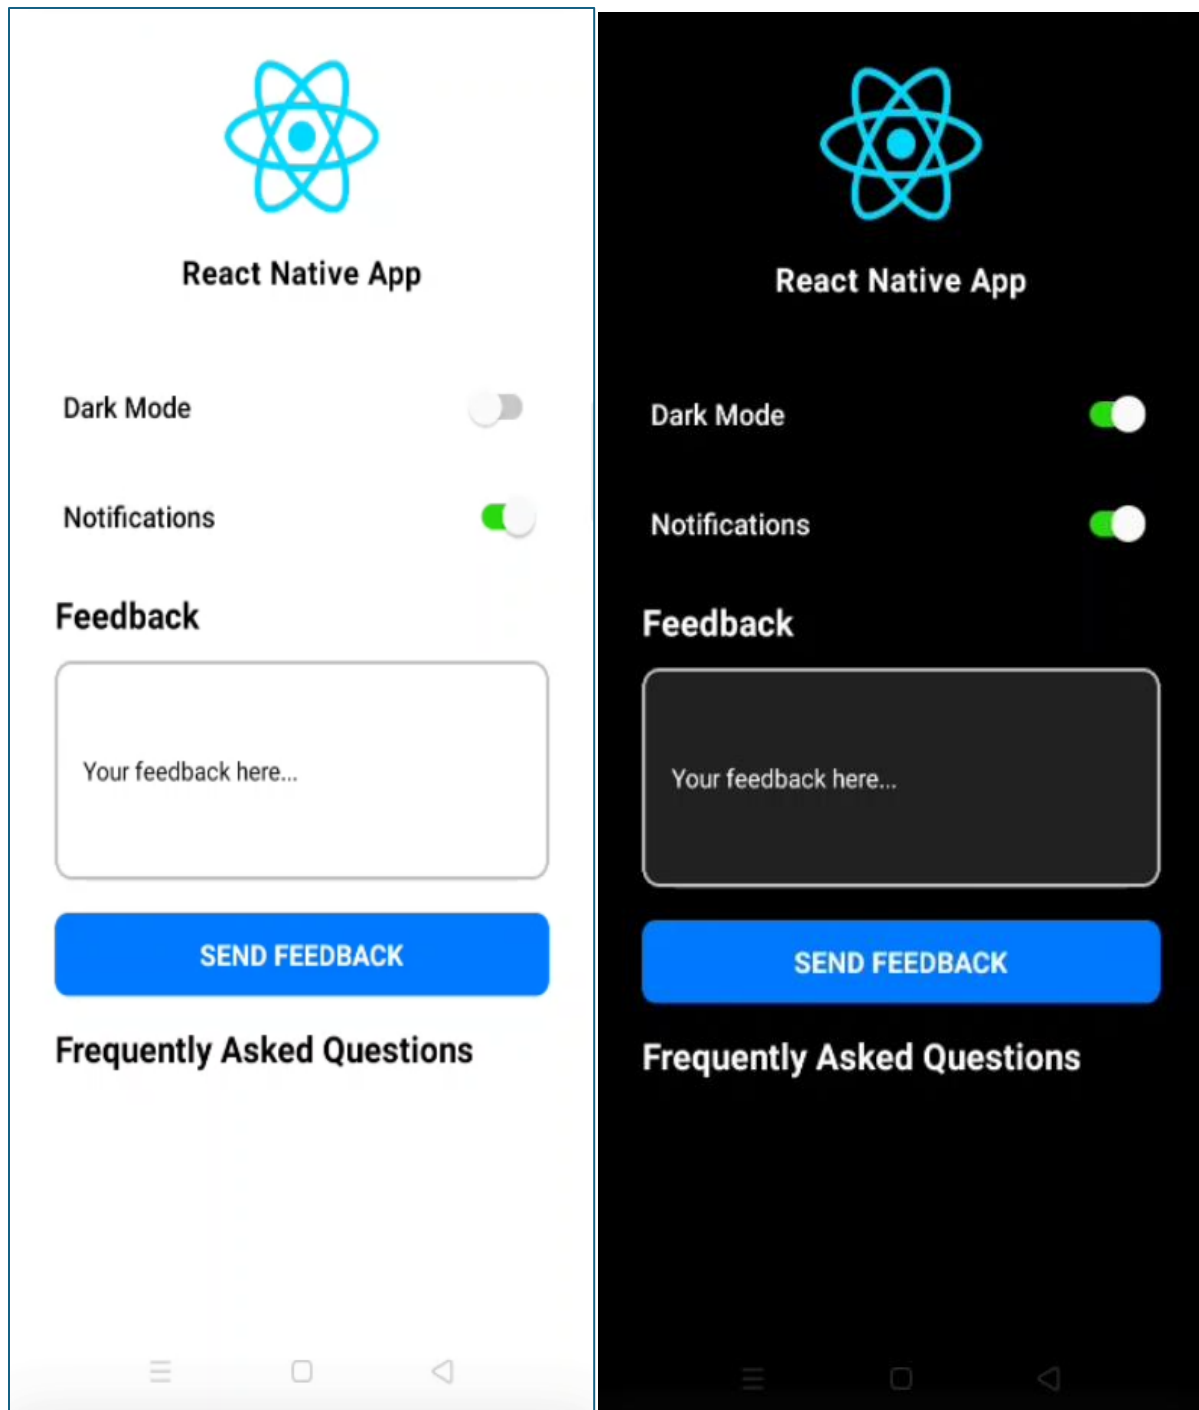 React Native App
Dark Mode
Notifications
Feedback
Your feedback here...
SEND FEEDBACK
Frequently Asked Questions
React Native App
Dark Mode
Notifications
Feedback
Your feedback here...
SEND FEEDBACK
Frequently Asked Questions